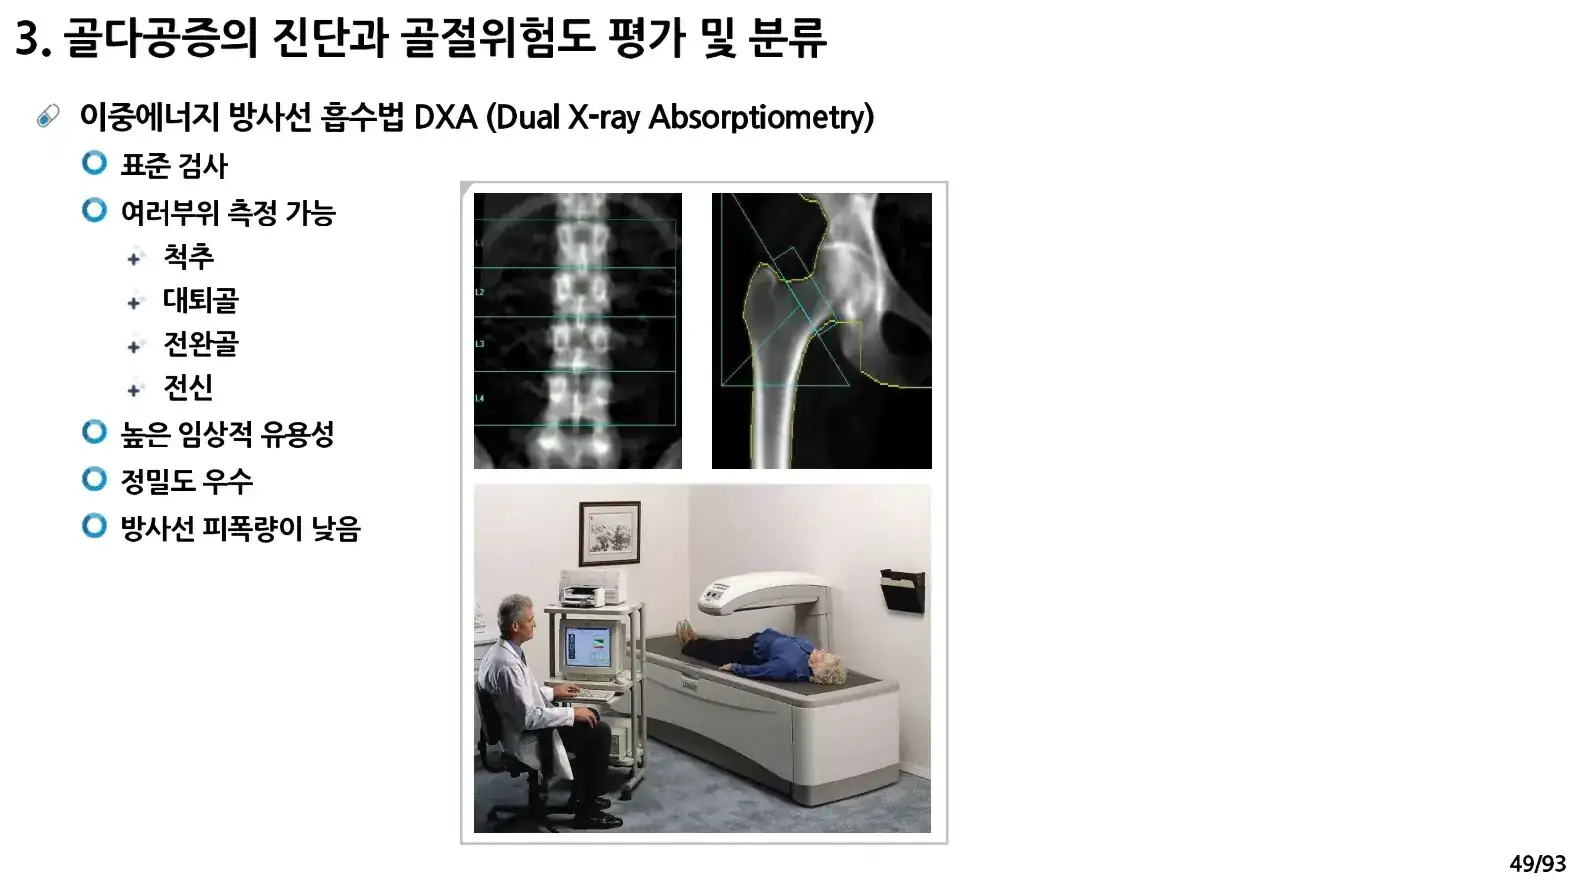 3. 골다공증의 진단과 골절위험도 평가 및 분류
이중에너지 방사선 흡수법 DXA (Dual X-ray Absorptiometry)
표준 검사
여러부위 측정 가능
척추
대퇴골
전완골
전신
높은 임상적 유용성
정밀도 우수
방사선 피폭량이 낮음
L1
L2
L3
L4
49/93